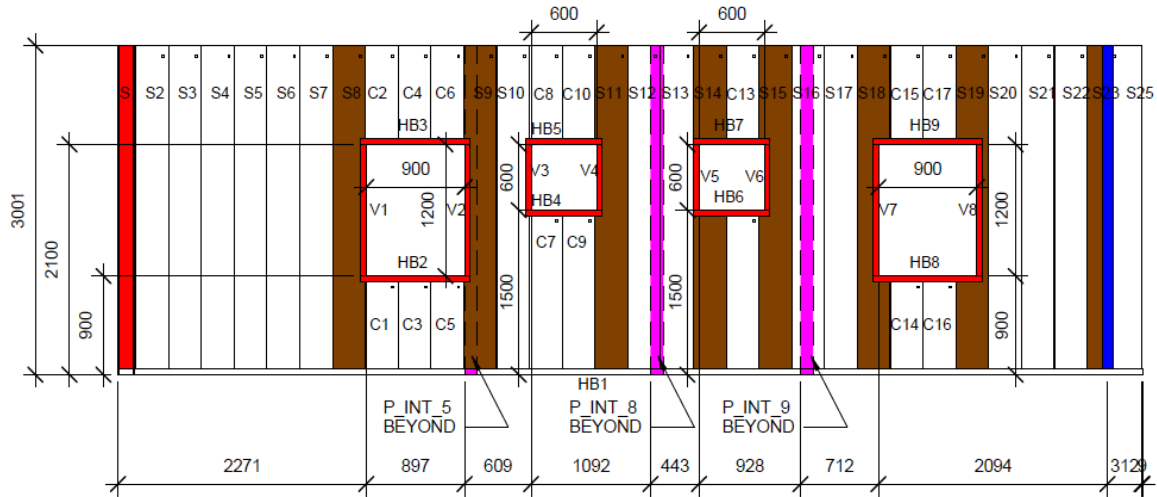 600
600
S
S2
S3
S4
S5
S6
S7
S8
C2
C4
C6
S9
S10
C8
C10
S11
S12
S13
S14
C13
S15
S16
S17
S18
C15
C17
S19
S20
S21
S22
S23
S25
HB3
HB5
HB7
HB9
3001
2100
900
900
1200
V1
V2
HB2
600
V3
V4
HB4
1500
600
V5
V6
HB6
1500
900
V7
V8
HB8
1200
900
C1
C3
C5
C7
C9
C14
C16
HB1
P_INT_5
BEYOND
P_INT_8
BEYOND
P_INT_9
BEYOND
2271
897
609
1092
443
928
712
2094